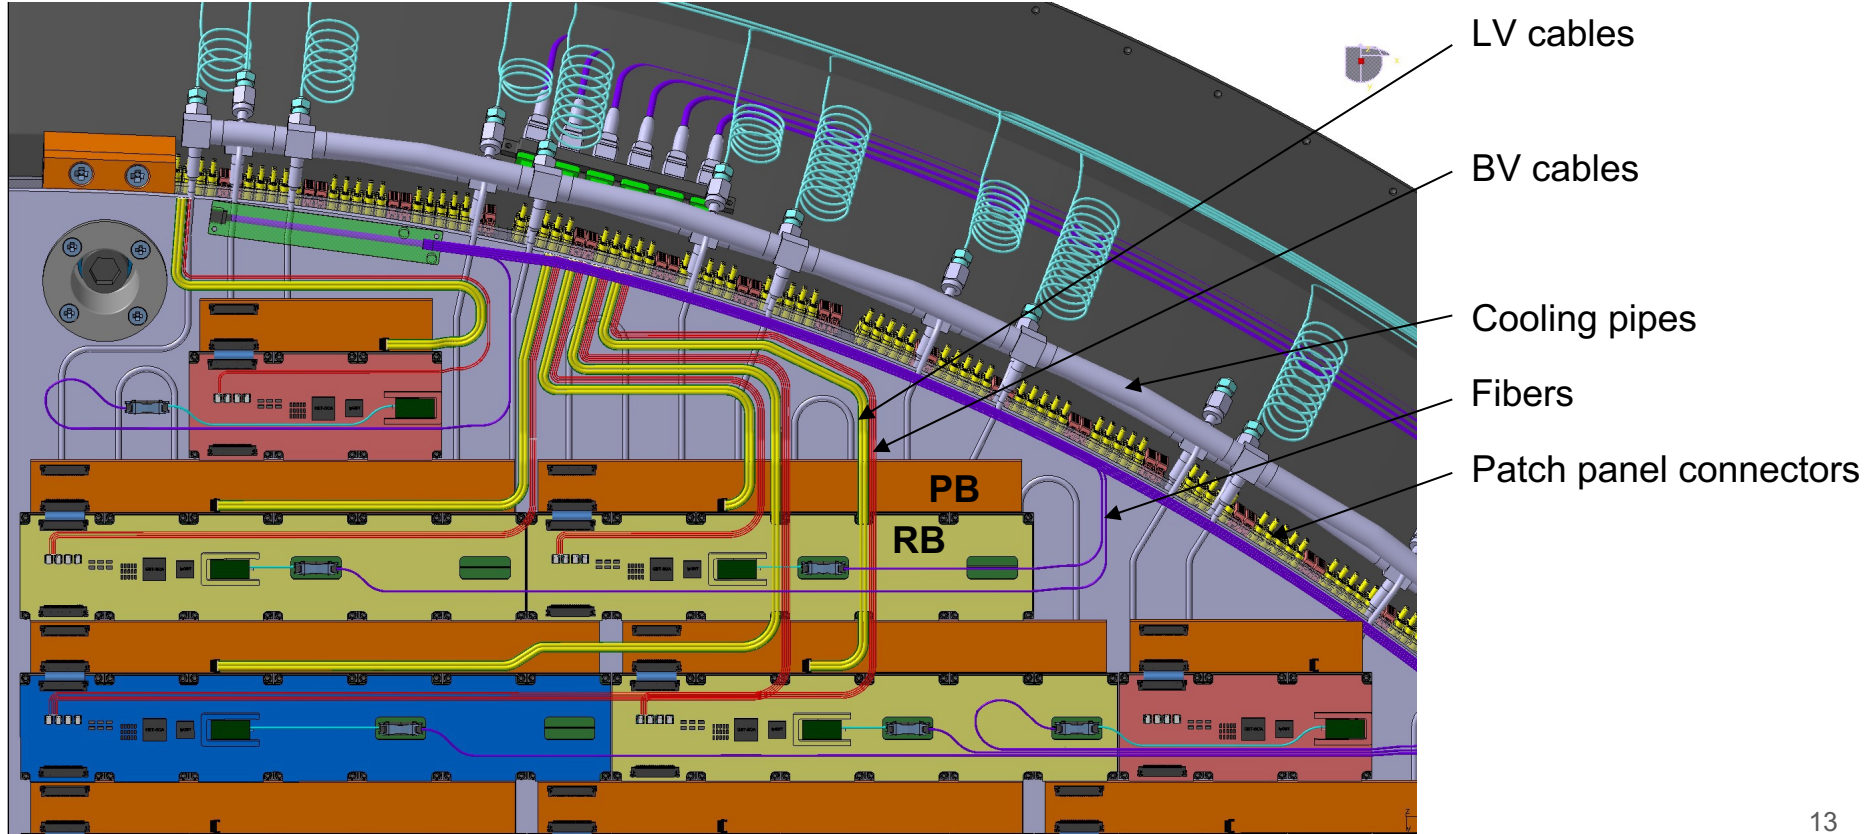 LV cables
BV cables
Cooling pipes
Fibers
Patch panel connectors
PB
RB
13